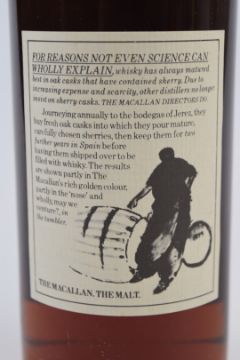 FOR REASONS NOT EVEN SCIENCE CAN
WHOLLY EXPLAIN, whisky has always matured
best in oak casks that have contained sherry. Due to
increasing expense and scarcity, other distillers no longer
insist on sherry casks. THE MACALLAN DIRECTORS DO.
Journeying annually to the bodegas of Jerez, they
buy fresh oak casks into which they pour mature,
carefully chosen sherries, then keep them for two
further years in Spain before
having them shipped over to be
filled with whisky. The results
are shown partly in The
Macallan's rich golden colour,
partly in the 'nose' and
wholly, may we
venture?, in
the tumbler.
THE MACALLAN. THE MALT.